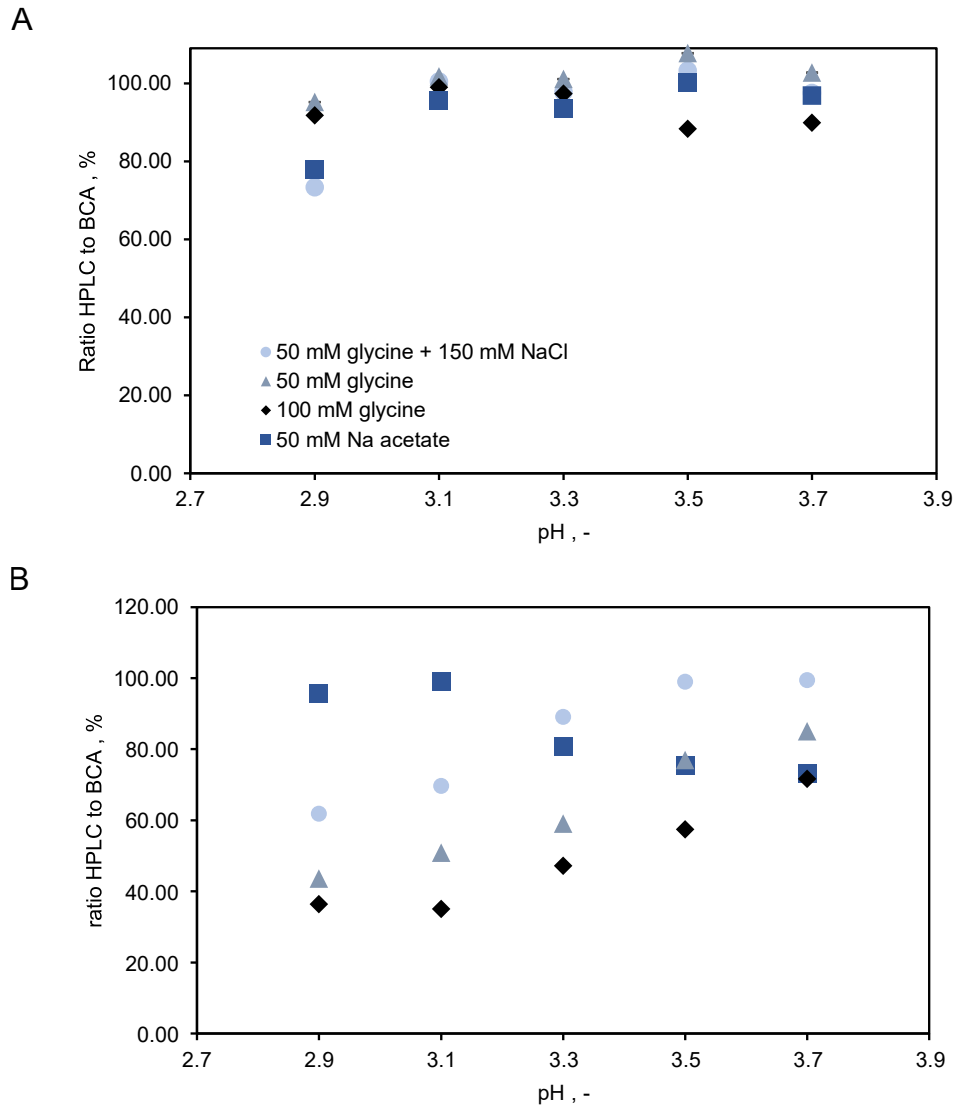 A
Ratio HPLC to BCA , %
100.00
80.00
60.00
40.00
20.00
0.00
50 mM glycine + 150 mM NaCl
50 mM glycine
100 mM glycine
50 mM Na acetate
2.7 2.9 3.1 3.3 3.5 3.7 3.9
pH , -
B
ratio HPLC to BCA , %
120.00
100.00
80.00
60.00
40.00
20.00
0.00
2.7 2.9 3.1 3.3 3.5 3.7 3.9
pH , -